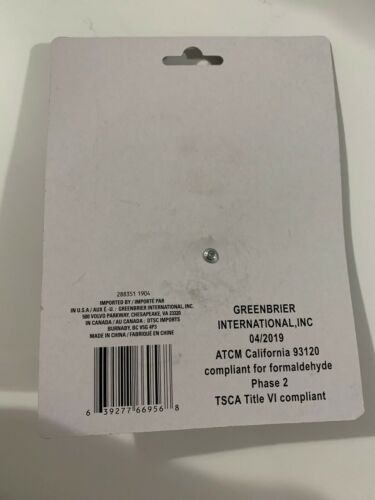 288351 1904
IMPORTED BY / IMPORTÉ PAR
IN U.S.A / AUX É.-U. : GREENBRIER INTERNATIONAL, INC.
500 VOLVO PARKWAY, CHESAPEAKE, VA 23320
IN CANADA / AU CANADA : DTSC IMPORTS
BURNABY, BC V5G 4P3
MADE IN CHINA / FABRIQUÉ EN CHINE
6 39277 66956 8
GREENBRIER
INTERNATIONAL,INC
04/2019
ATCM California 93120
compliant for formaldehyde
Phase 2
TSCA Title VI compliant